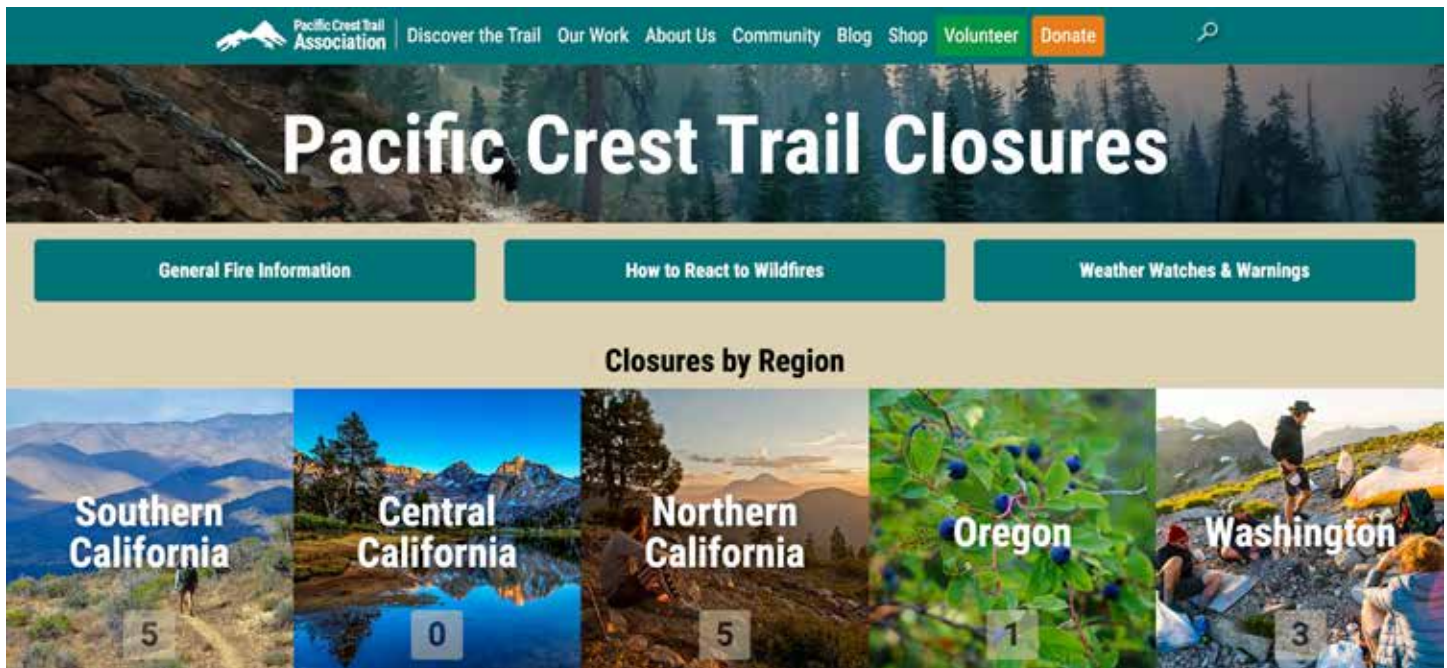 Pacific Crest Trail
Association
Discover the Trail Our Work About Us Community Blog Shop Volunteer Donate
Pacific Crest Trail Closures
General Fire Information
How to React to Wildfires
Weather Watches & Warnings
Closures by Region
Southern
California
5
Central
California
0
Northern
California
5
Oregon
1
Washington
3